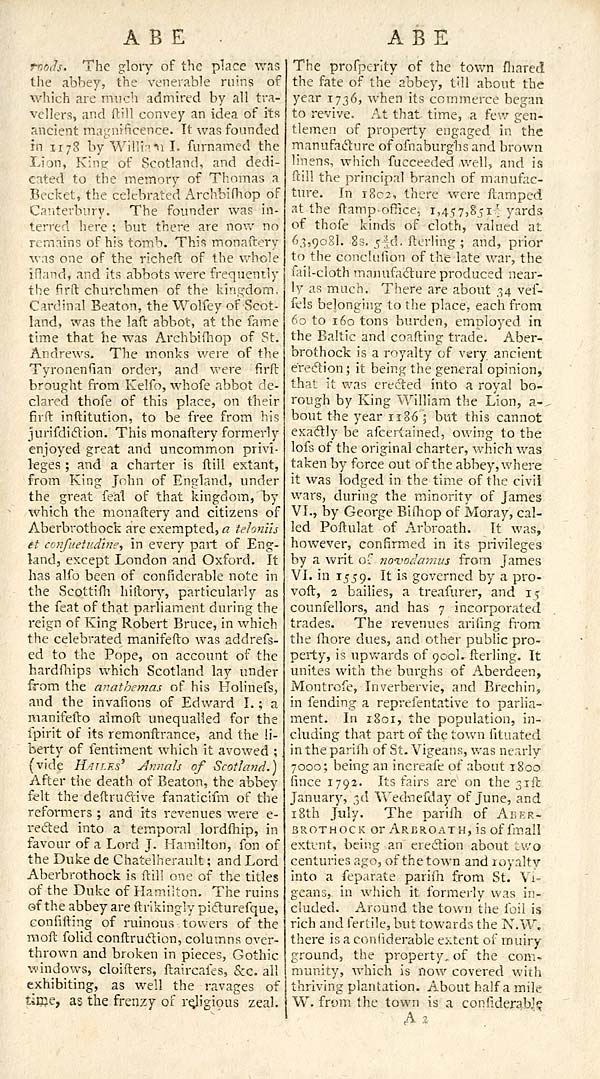 ABE
ABE
roods. The glory of the place was
the abbey, the venerable ruins of
which are much admired by all tra-
vellers, and ſtill convey an idea of its
ancient magnificence. It was founded
in 1178 by William I. ſurnamed the
Lion, King of Scotland, and dedi-
cated to the memory of Thomas a
Becket, the celebrated Archbiſhop of
Canterbury. The founder was in-
terred here; but there are now no
remains of his tomb. This monaſtery
was one of the richeſt of the whole
iſland, and its abbots were frequently
the firſt churchmen of the kingdom.
Cardinal Beaton, the Wolſey of Scot-
land, was the laſt abbot, at the ſame
time that he was Archbiſhop of St.
Andrews. The monks were of the
Tyronenſian order, and were firſt
brought from Kelſo, whoſe abbot de-
clared thoſe of this place, on their
firſt inſtitution, to be free from his
juriſdiction. This monaſtery formerly
enjoyed great and uncommon privi-
leges; and a charter is ſtill extant,
from King John of England, under
the great ſeal of that kingdom, by
which the monaſtery and citizens of
Aberbrothock are exempted, a teloniis
et conſuetudine, in every part of Eng-
land, except London and Oxford. It
has alſo been of conſiderable note in
the Scottiſh hiſtory, particularly as
the ſeat of that parliament during the
reign of King Robert Bruce, in which
the celebrated manifeſto was addreſs-
ed to the Pope, on account of the
hardſhips which Scotland lay under
from the anathemas of his Holineſs,
and the invaſions of Edward I.; a
manifeſto almoſt unequalled for the
ſpirit of its remonſtrance, and the li-
berty of ſentiment which it avowed;
(vide HAILES' Annals of Scotland.)
After the death of Beaton, the abbey
felt the deſtructive fanaticiſm of the
reformers; and its revenues were e-
rected into a temporal lordſhip, in
favour of a Lord J. Hamilton, ſon of
the Duke de Chatelherault; and Lord
Aberbrothock is ſtill one of the titles
of the Duke of Hamilton. The ruins
of the abbey are ſtrikingly pictureſque,
conſiſting of ruinous towers of the
moſt ſolid conſtruction, columns over-
thrown and broken in pieces, Gothic
windows, cloiſters, ſtaircaſes, &c. all
exhibiting, as well the ravages of
time, as the frenzy of religious zeal.
The proſperity of the town ſhared
the fate of the abbey, till about the
year 1736, when its commerce began
to revive. At that time, a few gen-
tlemen of property engaged in the
manufacture of oſnaburghs and brown
linens, which ſucceeded well, and is
ſtill the principal branch of manufac-
ture. In 1802, there were ſtamped
at the ſtamp-office, 1,457,851½ yards
of thoſe kinds of cloth, valued at
63,908l. 8s. 5½d. ſterling; and, prior
to the concluſion of the late war, the
ſail-cloth manufacture produced near-
ly as much. There are about 34 veſ-
ſels belonging to the place, each from
60 to 160 tons burden, employed in
the Baltic and coaſting trade. Aber-
brothock is a royalty of very ancient
erection; it being the general opinion,
that it was erected into a royal bo-
rough by King William the Lion, a-
bout the year 1186; but this cannot
exactly be aſcertained, owing to the
loſs of the original charter, which was
taken by force out of the abbey, where
it was lodged in the time of the civil
wars, during the minority of James
VI., by George Biſhop of Moray, cal-
led Poſtulat of Arbroath. It was,
however, confirmed in its privileges
by a writ of novodamus from James
VI. in 1559. It is governed by a pro-
voſt, 2 bailies, a treaſurer, and 15
counſellors, and has 7 incorporated
trades. The revenues ariſing from
the ſhore dues, and other public pro-
perty, is upwards of 900l. ſterling. It
unites with the burghs of Aberdeen,
Montroſe, Inverbervie, and Brechin,
in ſending a repreſentative to parlia-
ment. In 1801, the population, in-
cluding that part of the town ſituated
in the pariſh of St. Vigeans, was nearly
7000; being an increaſe of about 1800
ſince 1792. Its fairs are on the 31ſt
January, 3d Wedneſday of June, and
18th July. The pariſh of ABER-
BROTHOCK or ARBROATH, is of ſmall
extent, being an erection about two
centuries ago, of the town and royalty
into a ſeparate pariſh from St. Vi-
geans, in which it formerly was in-
cluded. Around the town the ſoil is
rich and fertile, but towards the N.W.
there is a conſiderable extent of muiry
ground, the property of the com-
munity, which is now covered with
thriving plantation. About half a mile
W. from the town is a conſiderable
A 2